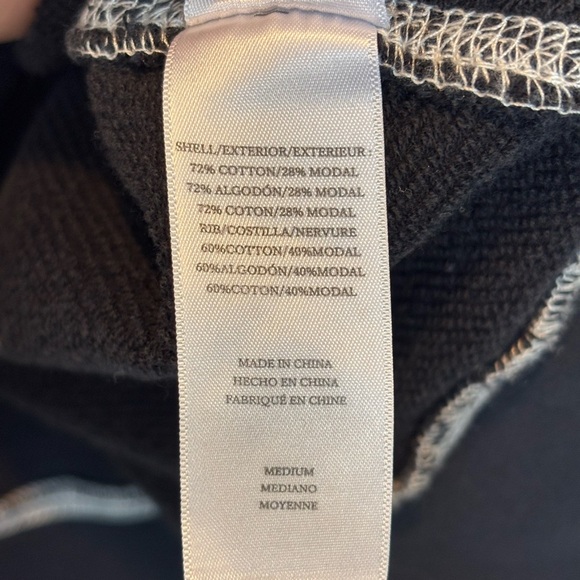 SHELL/EXTERIOR/EXTERIEUR :
72% COTTON/28% MODAL
72% ALGODÓN/28% MODAL
72% COTON/28% MODAL
RIB/COSTILLA/NERVURE
60%COTTON/40%MODAL
60%ALGODÓN/40%MODAL
60%COTON/40%MODAL
MADE IN CHINA
HECHO EN CHINA
FABRIQUÉ EN CHINE
MEDIUM
MEDIANO
MOYENNE